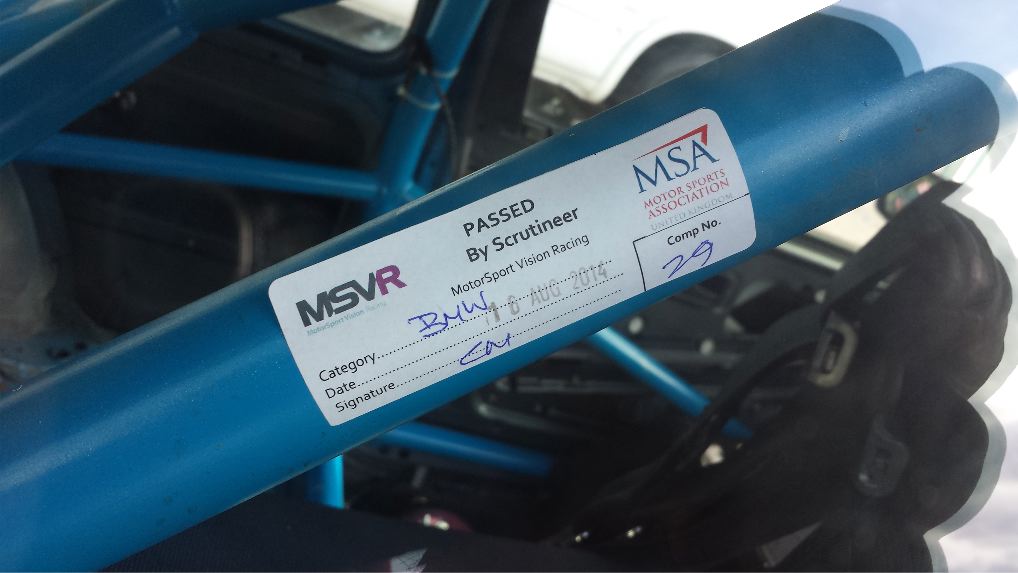 MSVR
MotorSport Vision Racing
PASSED
By Scrutineer
MotorSport Vision Racing
MSA
MOTOR SPORTS
ASSOCIATION
UNITED KINGDOM
Comp No.
29
Category BMW
Date 16 AUG 2014
Signature